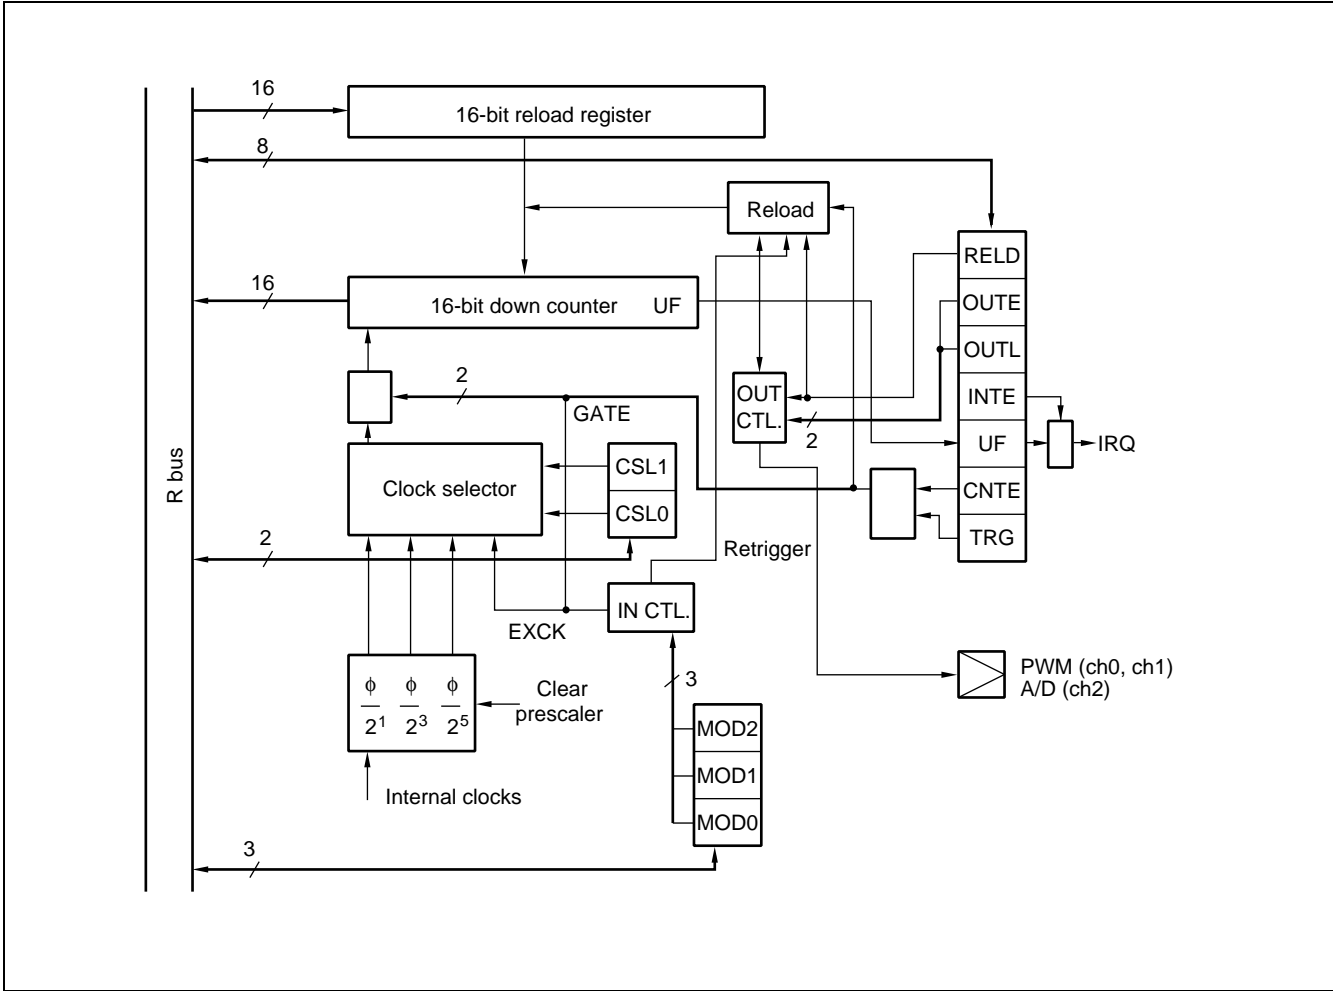 16
16-bit reload register
8
Reload
RELD
16
16-bit down counter UF
OUTE
OUTL
2
OUT
CTL.
INTE
GATE
2
UF
IRQ
R bus
CSL1
Clock selector
CSL0
CNTE
TRG
2
Retrigger
IN CTL.
EXCK
PWM (ch0, ch1)
A/D (ch2)
3
ϕ ϕ ϕ
2¹ 2³ 2⁵
Clear
prescaler
MOD2
MOD1
Internal clocks
MOD0
3